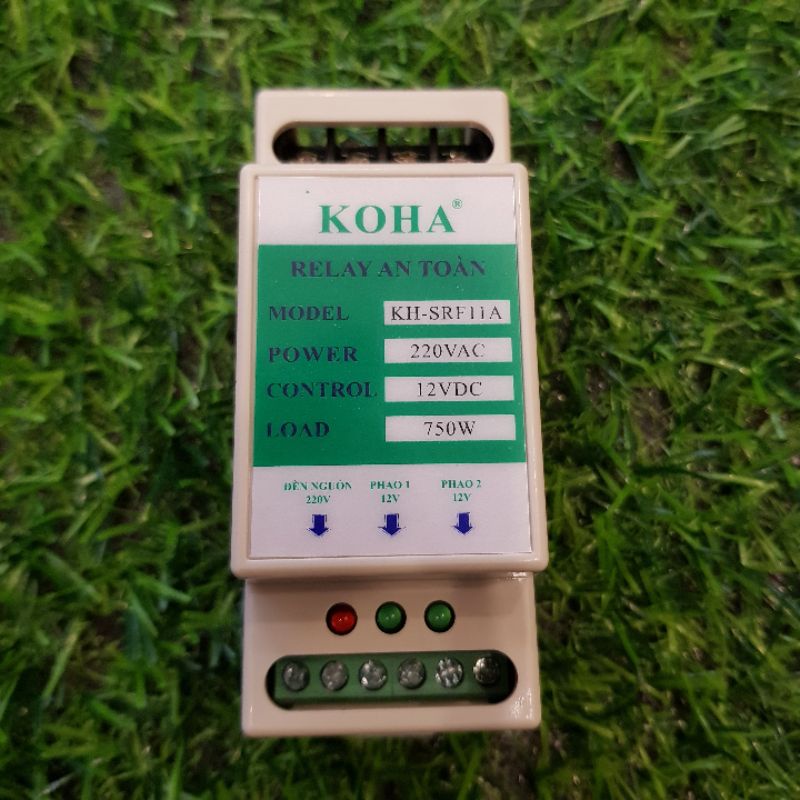 KOHA®
RELAY AN TOÀN
MODEL KH-SRF11A
POWER 220VAC
CONTROL 12VDC
LOAD 750W
ĐÈN NGUỒN PHAO 1 PHAO 2
220V 12V 12V